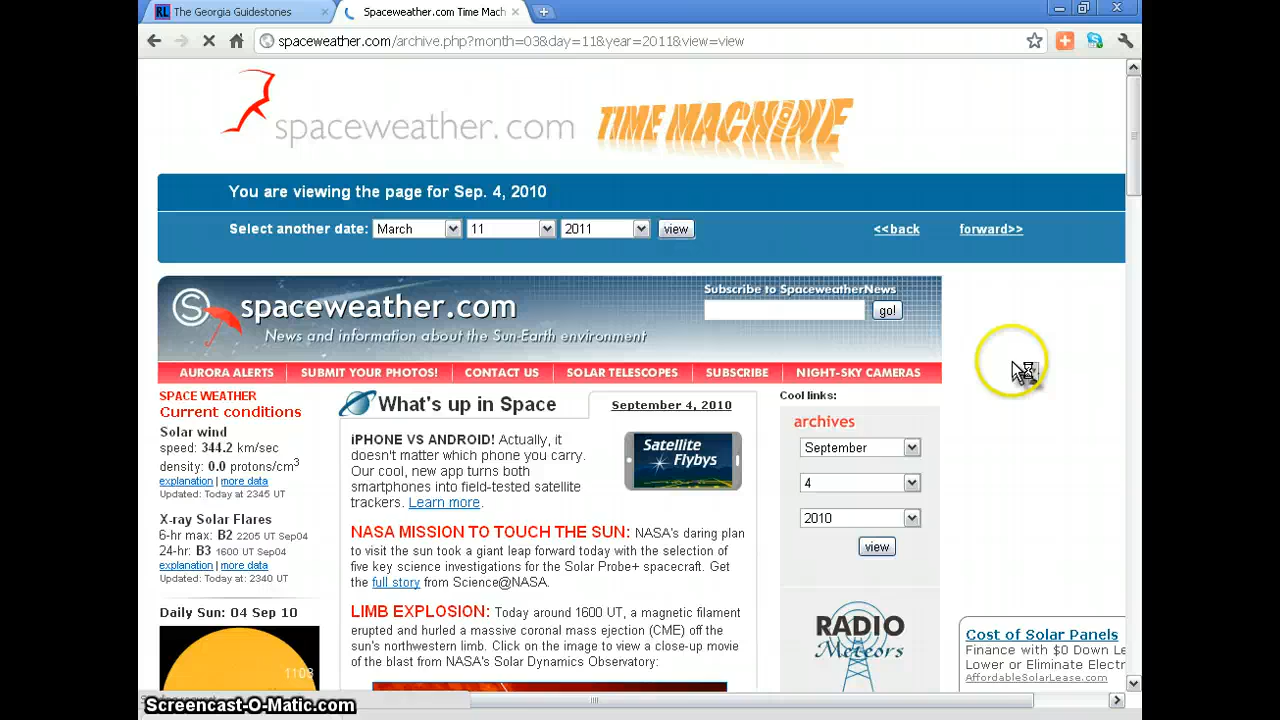 The Georgia Guidestones
Spaceweather.com Time Mach
spaceweather.com/archive.php?month=03&day=11&year=2011&view=view
spaceweather.com TIME MACHINE
You are viewing the page for Sep. 4, 2010
Select another date: March 11 2011 view <<back forward>>
spaceweather.com
News and information about the Sun-Earth environment
Subscribe to SpaceweatherNews
go!
AURORA ALERTS SUBMIT YOUR PHOTOS! CONTACT US SOLAR TELESCOPES SUBSCRIBE NIGHT-SKY CAMERAS
SPACE WEATHER
Current conditions
Solar wind
speed: 344.2 km/sec
density: 0.0 protons/cm3
explanation | more data
Updated: Today at 2345 UT
X-ray Solar Flares
6-hr max: B2 2205 UT Sep04
24-hr: B3 1600 UT Sep04
explanation | more data
Updated: Today at: 2340 UT
Daily Sun: 04 Sep 10
1103
What's up in Space
September 4, 2010
iPHONE VS ANDROID! Actually, it
doesn't matter which phone you carry.
Our cool, new app turns both
smartphones into field-tested satellite
trackers. Learn more.
Satellite
Flybys
NASA MISSION TO TOUCH THE SUN: NASA's daring plan
to visit the sun took a giant leap forward today with the selection of
five key science investigations for the Solar Probe+ spacecraft. Get
the full story from Science@NASA.
LIMB EXPLOSION: Today around 1600 UT, a magnetic filament
erupted and hurled a massive coronal mass ejection (CME) off the
sun's northwestern limb. Click on the image to view a close-up movie
of the blast from NASA's Solar Dynamics Observatory:
Cool links:
archives
September
4
2010
view
RADIO
Meteors
Cost of Solar Panels
Finance with $0 Down Le
Lower or Eliminate Electr
AffordableSolarLease.com
Screencast-O-Matic.com